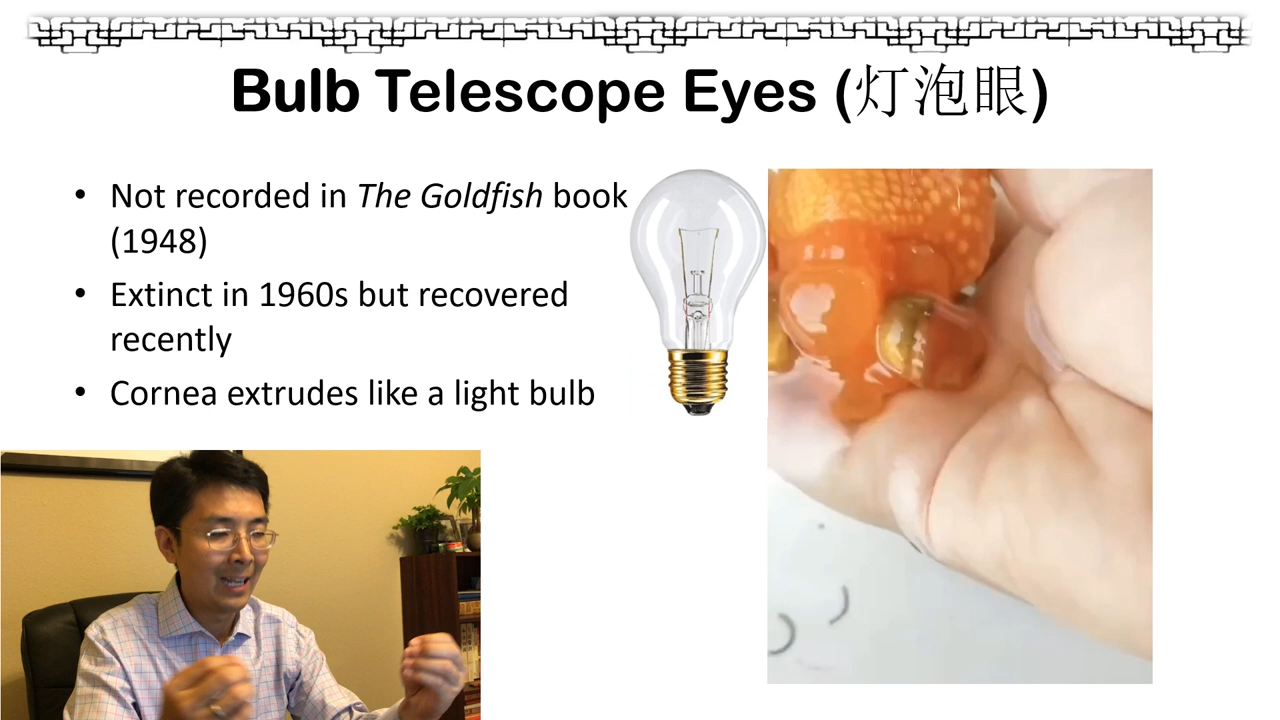 Bulb Telescope Eyes (灯泡眼)
• Not recorded in The Goldfish book
(1948)
• Extinct in 1960s but recovered
recently
• Cornea extrudes like a light bulb